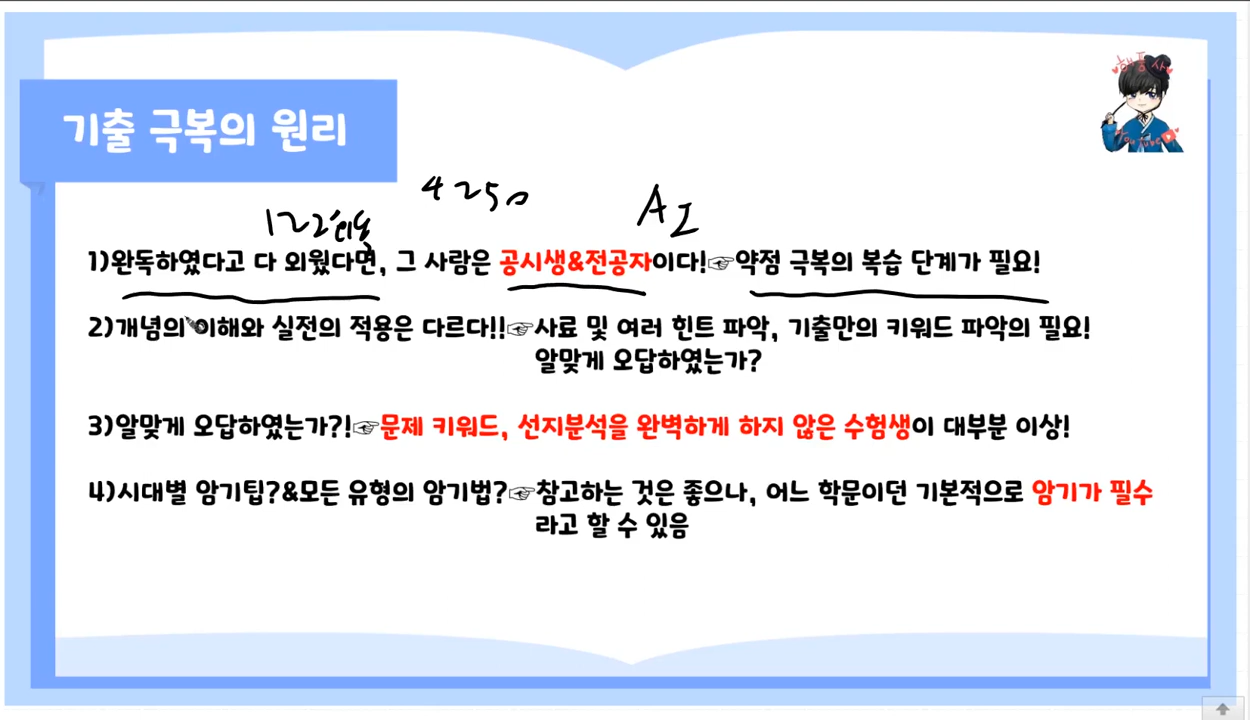 기출 극복의 원리
해품사
YouTube
4250
122
AI
1)완독하였다고 다 외웠다면, 그 사람은 공시생&전공자이다!☞약점 극복의 복습 단계가 필요!
2)개념의 이해와 실전의 적용은 다르다!!☞사료 및 여러 힌트 파악, 기출만의 키워드 파악의 필요!
알맞게 오답하였는가?
3)알맞게 오답하였는가?!☞문제 키워드, 선지분석을 완벽하게 하지 않은 수험생이 대부분 이상!
4)시대별 암기팁?&모든 유형의 암기법?☞참고하는 것은 좋으나, 어느 학문이던 기본적으로 암기가 필수
라고 할 수 있음